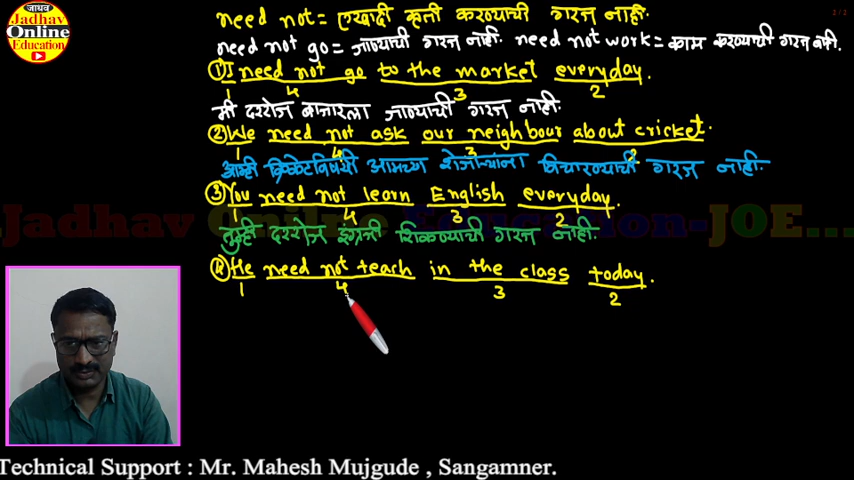 जाधव
Jadhav
Online
Education
2/2
need not = एखादी कृती करण्याची गरज नाही.
need not go = जाण्याची गरज नाही. need not work = काम करण्याची गरज नाही.
① I need not go to the market everyday.
1 4 3 2
मी दररोज बाजारला जाण्याची गरज नाही.
② We need not ask our neighbour about cricket.
1 4 3 2
आम्ही क्रिकेटविषयी आमच्या शेजाऱ्यांना विचारण्याची गरज नाही.
③ You need not learn English everyday.
1 4 3 2
तुम्ही दररोज इंग्रजी शिकण्याची गरज नाही.
Jadhav Online Education-JOE
④ He need not teach in the class today.
1 4 3 2
Technical Support : Mr. Mahesh Mujgude , Sangamner.